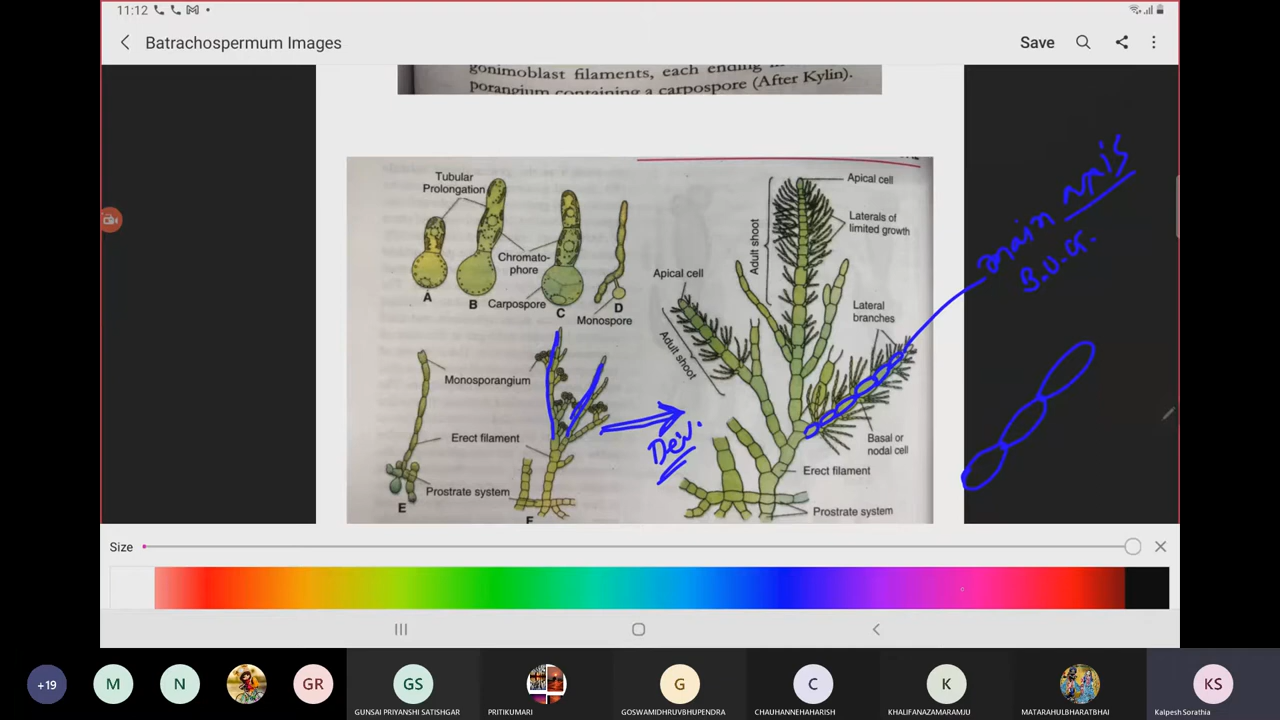 11:12
Batrachospermum Images
Save
gonimoblast filaments, each ending
porangium containing a carpospore (After Kylin).
Tubular
Prolongation
Chromato-
phore
A
B
Carpospore
C
D
Monospore
Monosporangium
Erect filament
Prostrate system
E
F
Apical cell
Adult shoot
Laterals of
limited growth
Apical cell
Adult shoot
Lateral
branches
Basal or
nodal cell
Erect filament
Prostrate system
Dev.
main axis
B.U.G.
Size
+19
M
N
GR
GS
G
C
K
KS
GUNSAI PRIYANSHI SATISHGAR
PRITIKUMARI
GOSWAMIDHRUVBHUPENDRA
CHAUHANNEHAHARISH
KHALIFANAZAMARAMJU
MATARAHULBHARATBHAI
Kalpesh Sorathia